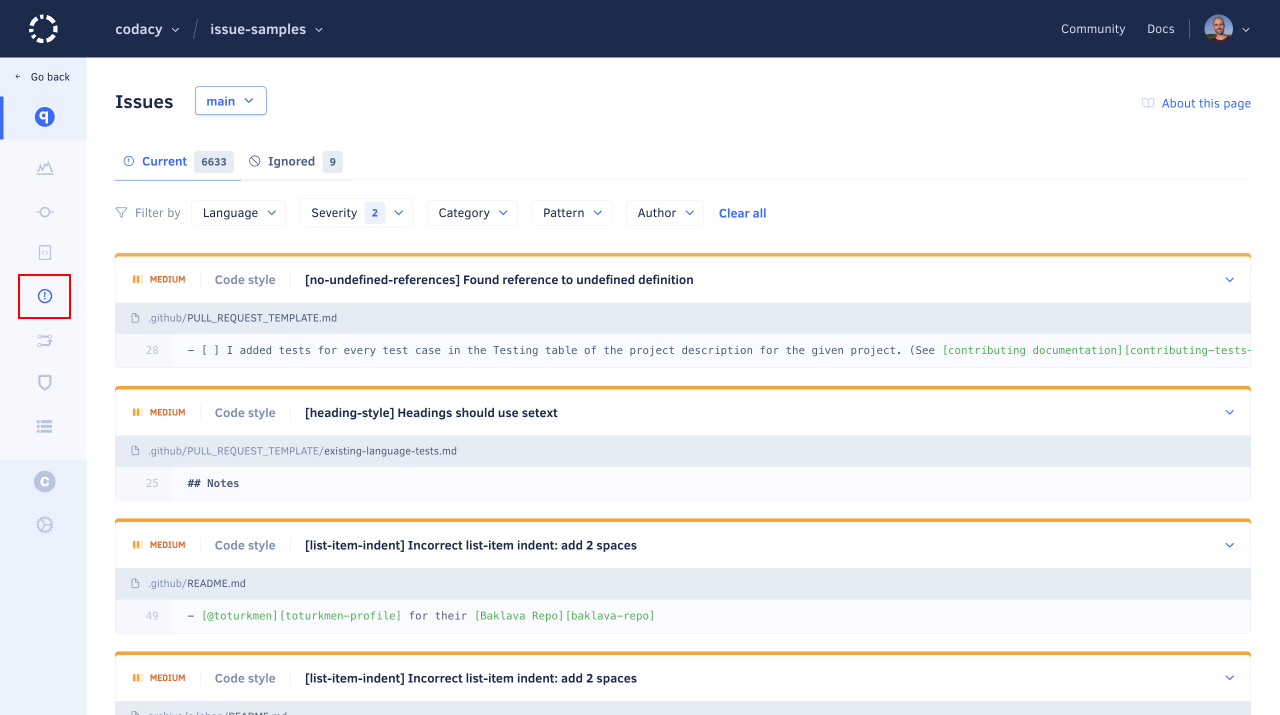 codacy / issue-samples
Community Docs
← Go back
Issues main
About this page
Current 6633 Ignored 9
Filter by Language Severity 2 Category Pattern Author Clear all
MEDIUM Code style [no-undefined-references] Found reference to undefined definition
.github/PULL_REQUEST_TEMPLATE.md
28 – [ ] I added tests for every test case in the Testing table of the project description for the given project. (See [contributing documentation][contributing-tests-
MEDIUM Code style [heading-style] Headings should use setext
.github/PULL_REQUEST_TEMPLATE/existing-language-tests.md
25 ## Notes
MEDIUM Code style [list-item-indent] Incorrect list-item indent: add 2 spaces
.github/README.md
49 – [@toturkmen][toturkmen-profile] for their [Baklava Repo][baklava-repo]
MEDIUM Code style [list-item-indent] Incorrect list-item indent: add 2 spaces